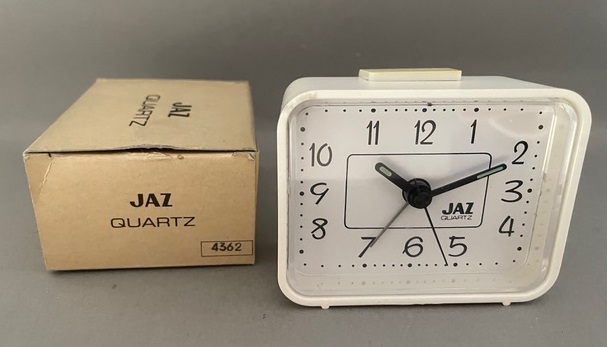 JAZ
QUARTZ
JAZ
QUARTZ
4362
11 12 1
10 2
9 3
8 4
7 6 5
JAZ
QUARTZ